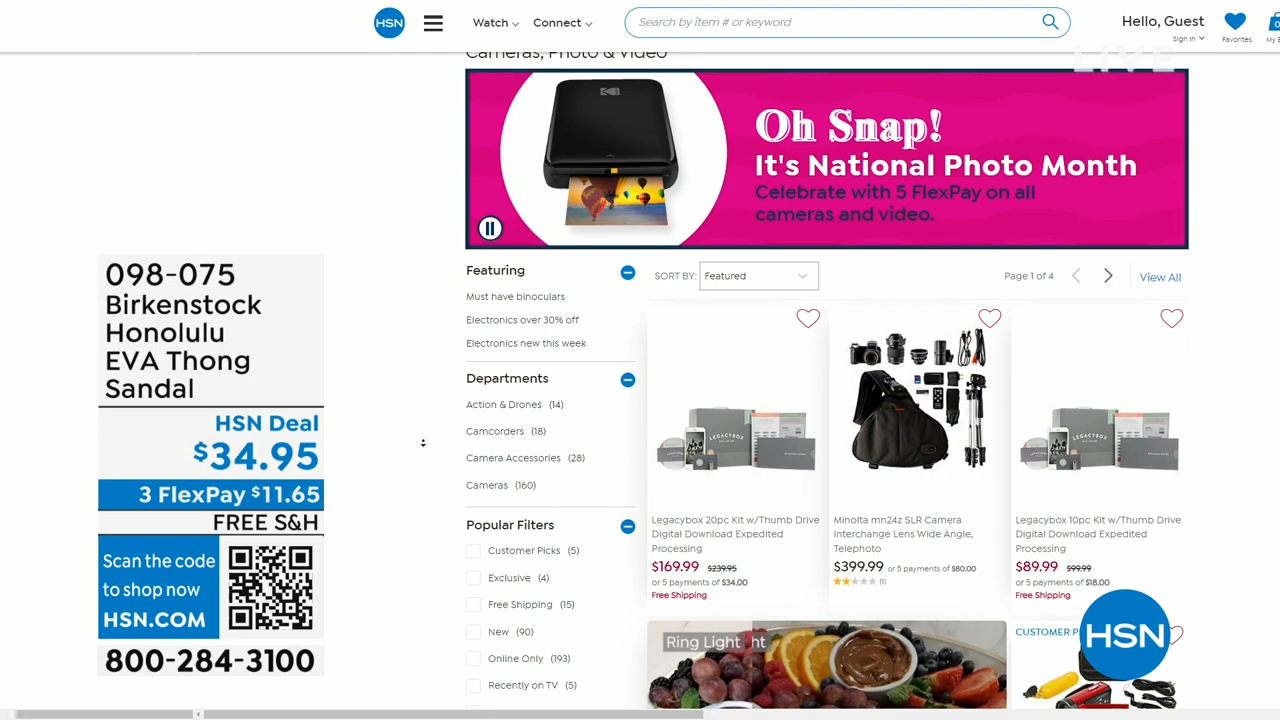 HSN
Watch
Connect
Search by item # or keyword
Hello, Guest
Sign In
Favorites
0
Cameras, Photo & Video
LIVE
Oh Snap!
It's National Photo Month
Celebrate with 5 FlexPay on all
cameras and video.
098-075
Birkenstock
Honolulu
EVA Thong
Sandal
HSN Deal
$34.95
3 FlexPay $11.65
FREE S&H
Scan the code
to shop now
HSN.COM
800-284-3100
Featuring
Must have binoculars
Electronics over 30% off
Electronics new this week
Departments
Action & Drones (14)
Camcorders (18)
Camera Accessories (28)
Cameras (160)
Popular Filters
Customer Picks (5)
Exclusive (4)
Free Shipping (15)
New (90)
Online Only (193)
Recently on TV (5)
SORT BY: Featured
Page 1 of 4
View All
LEGACYBOX
Legacybox 20pc Kit w/Thumb Drive
Digital Download Expedited
Processing
$169.99 $239.95
or 5 payments of $34.00
Free Shipping
Minolta mn24z SLR Camera
Interchange Lens Wide Angle,
Telephoto
$399.99 or 5 payments of $80.00
(1)
LEGACYBOX
Legacybox 10pc Kit w/Thumb Drive
Digital Download Expedited
Processing
$89.99 $99.99
or 5 payments of $18.00
Free Shipping
Ring Light ht
CUSTOMER P
HSN